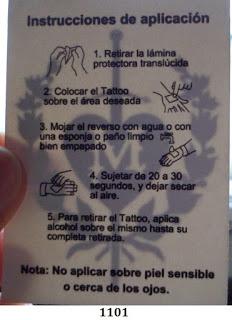 Instrucciones de aplicación
1. Retirar la lámina
protectora translúcida
2. Colocar el Tattoo
sobre el área deseada
3. Mojar el reverso con agua o con
una esponja o paño limpio
bien empapado
4. Sujetar de 20 a 30
segundos, y dejar secar
al aire.
5. Para retirar el Tattoo, aplica
alcohol sobre el mismo hasta su
completa retirada.
Nota: No aplicar sobre piel sensible
o cerca de los ojos.
1101